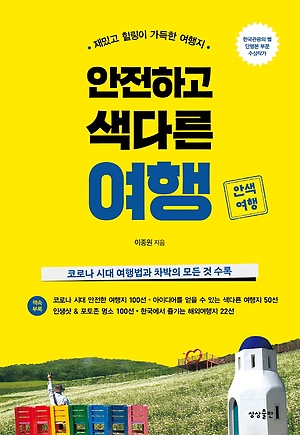 재밌고 힐링이 가득한 여행지
한국관광의 별
단행본 부문
수상작가
안전하고
색다른
여행
안색
여행
이종원 지음
코로나 시대 여행법과 차박의 모든 것 수록
책속
부록
코로나 시대 안전한 여행지 100선 • 아이디어를 얻을 수 있는 색다른 여행지 50선
인생샷 & 포토존 명소 100선 • 한국에서 즐기는 해외여행지 22선
상상출판